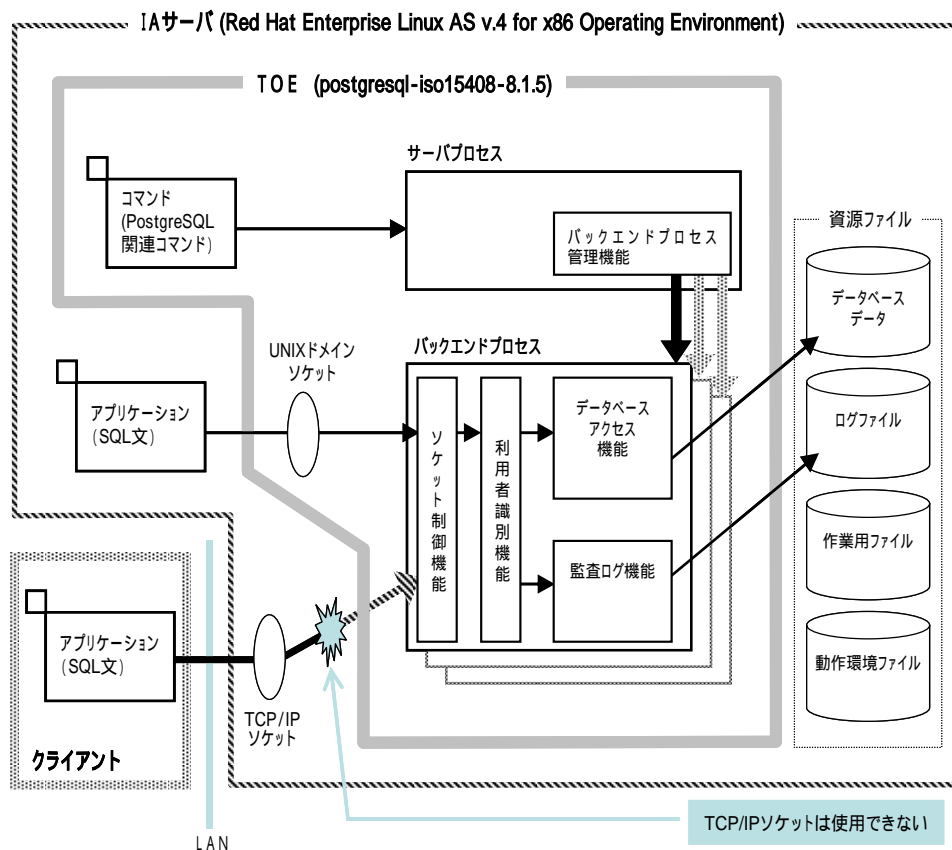 IAサーバ (Red Hat Enterprise Linux AS v.4 for x86 Operating Environment)
TOE (postgresql-iso15408-8.1.5)
サーバプロセス
コマンド
(PostgreSQL
関連コマンド)
バックエンドプロセス
管理機能
資源ファイル
データベース
データ
UNIXドメイン
ソケット
バックエンドプロセス
アプリケーション
(SQL文)
ソケット制御機能
利用者識別機能
データベース
アクセス
機能
ログファイル
監査ログ機能
作業用ファイル
アプリケーション
(SQL文)
動作環境ファイル
TCP/IP
ソケット
クライアント
TCP/IPソケットは使用できない
LAN